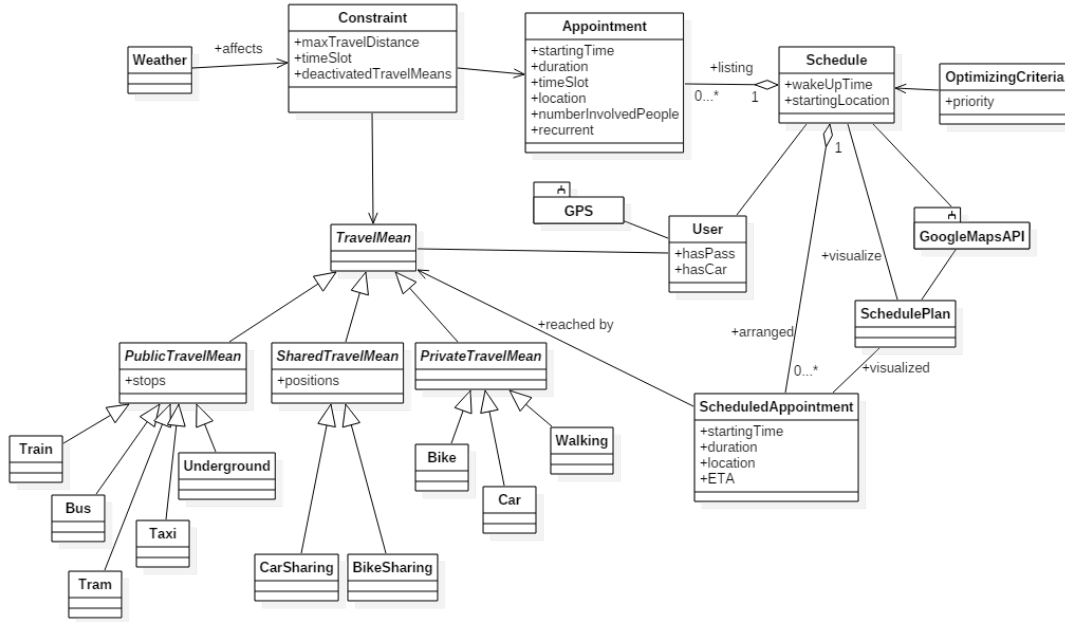 Constraint
+maxTravelDistance
+timeSlot
+deactivatedTravelMeans
Appointment
+startingTime
+duration
+timeSlot
+location
+numberInvolvedPeople
+recurrent
Weather
+affects
+listing
0...*
1
Schedule
+wakeUpTime
+startingLocation
OptimizingCriteria
+priority
1
GPS
User
+hasPass
+hasCar
GoogleMapsAPI
TravelMean
+visualize
SchedulePlan
+reached by
+arranged
+visualized
0...*
PublicTravelMean
+stops
SharedTravelMean
+positions
PrivateTravelMean
ScheduledAppointment
+startingTime
+duration
+location
+ETA
Train
Underground
Bike
Walking
Bus
Taxi
Car
Tram
CarSharing
BikeSharing